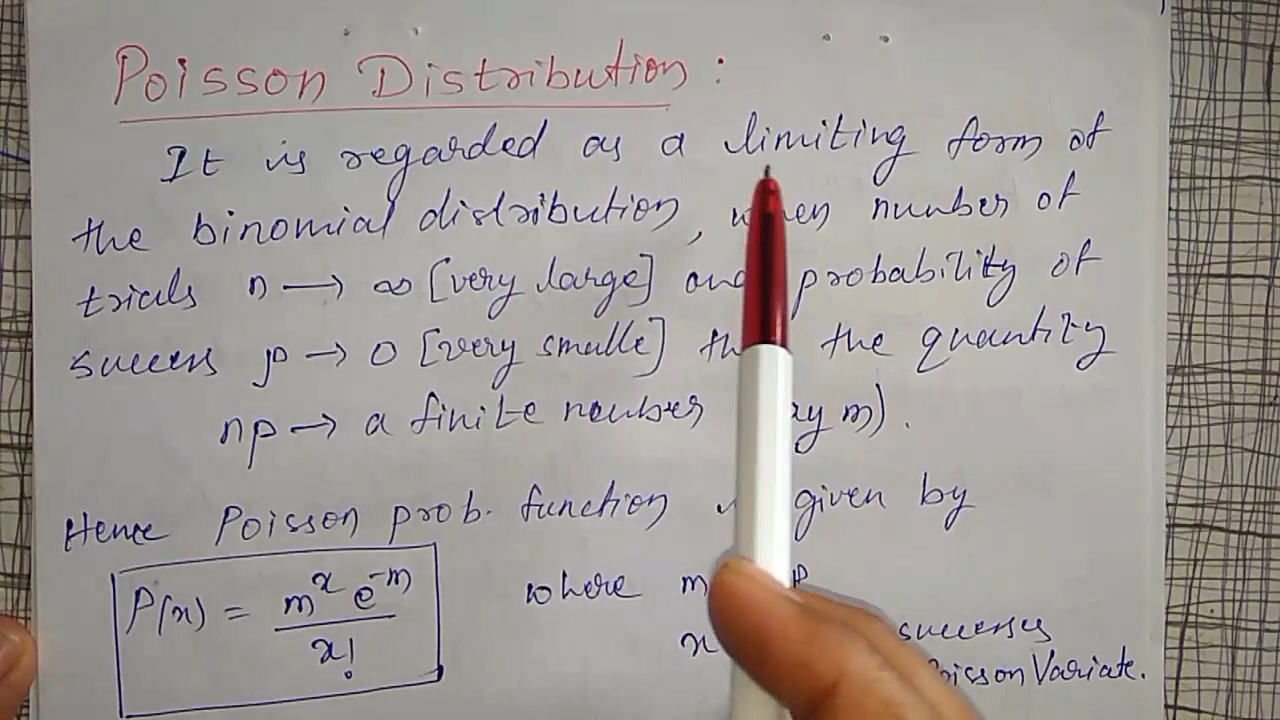 Poisson Distribution :
It is regarded as a limiting form of
the binomial distribution, when number of
trials n → ∞ [very large] and probability of
success p → 0 [very smalle] the quantity
np → a finite number m).
Hence Poisson prob. function given by
P(x) = m^x e^-m / x!
where m p
x successes
Poisson Variate.